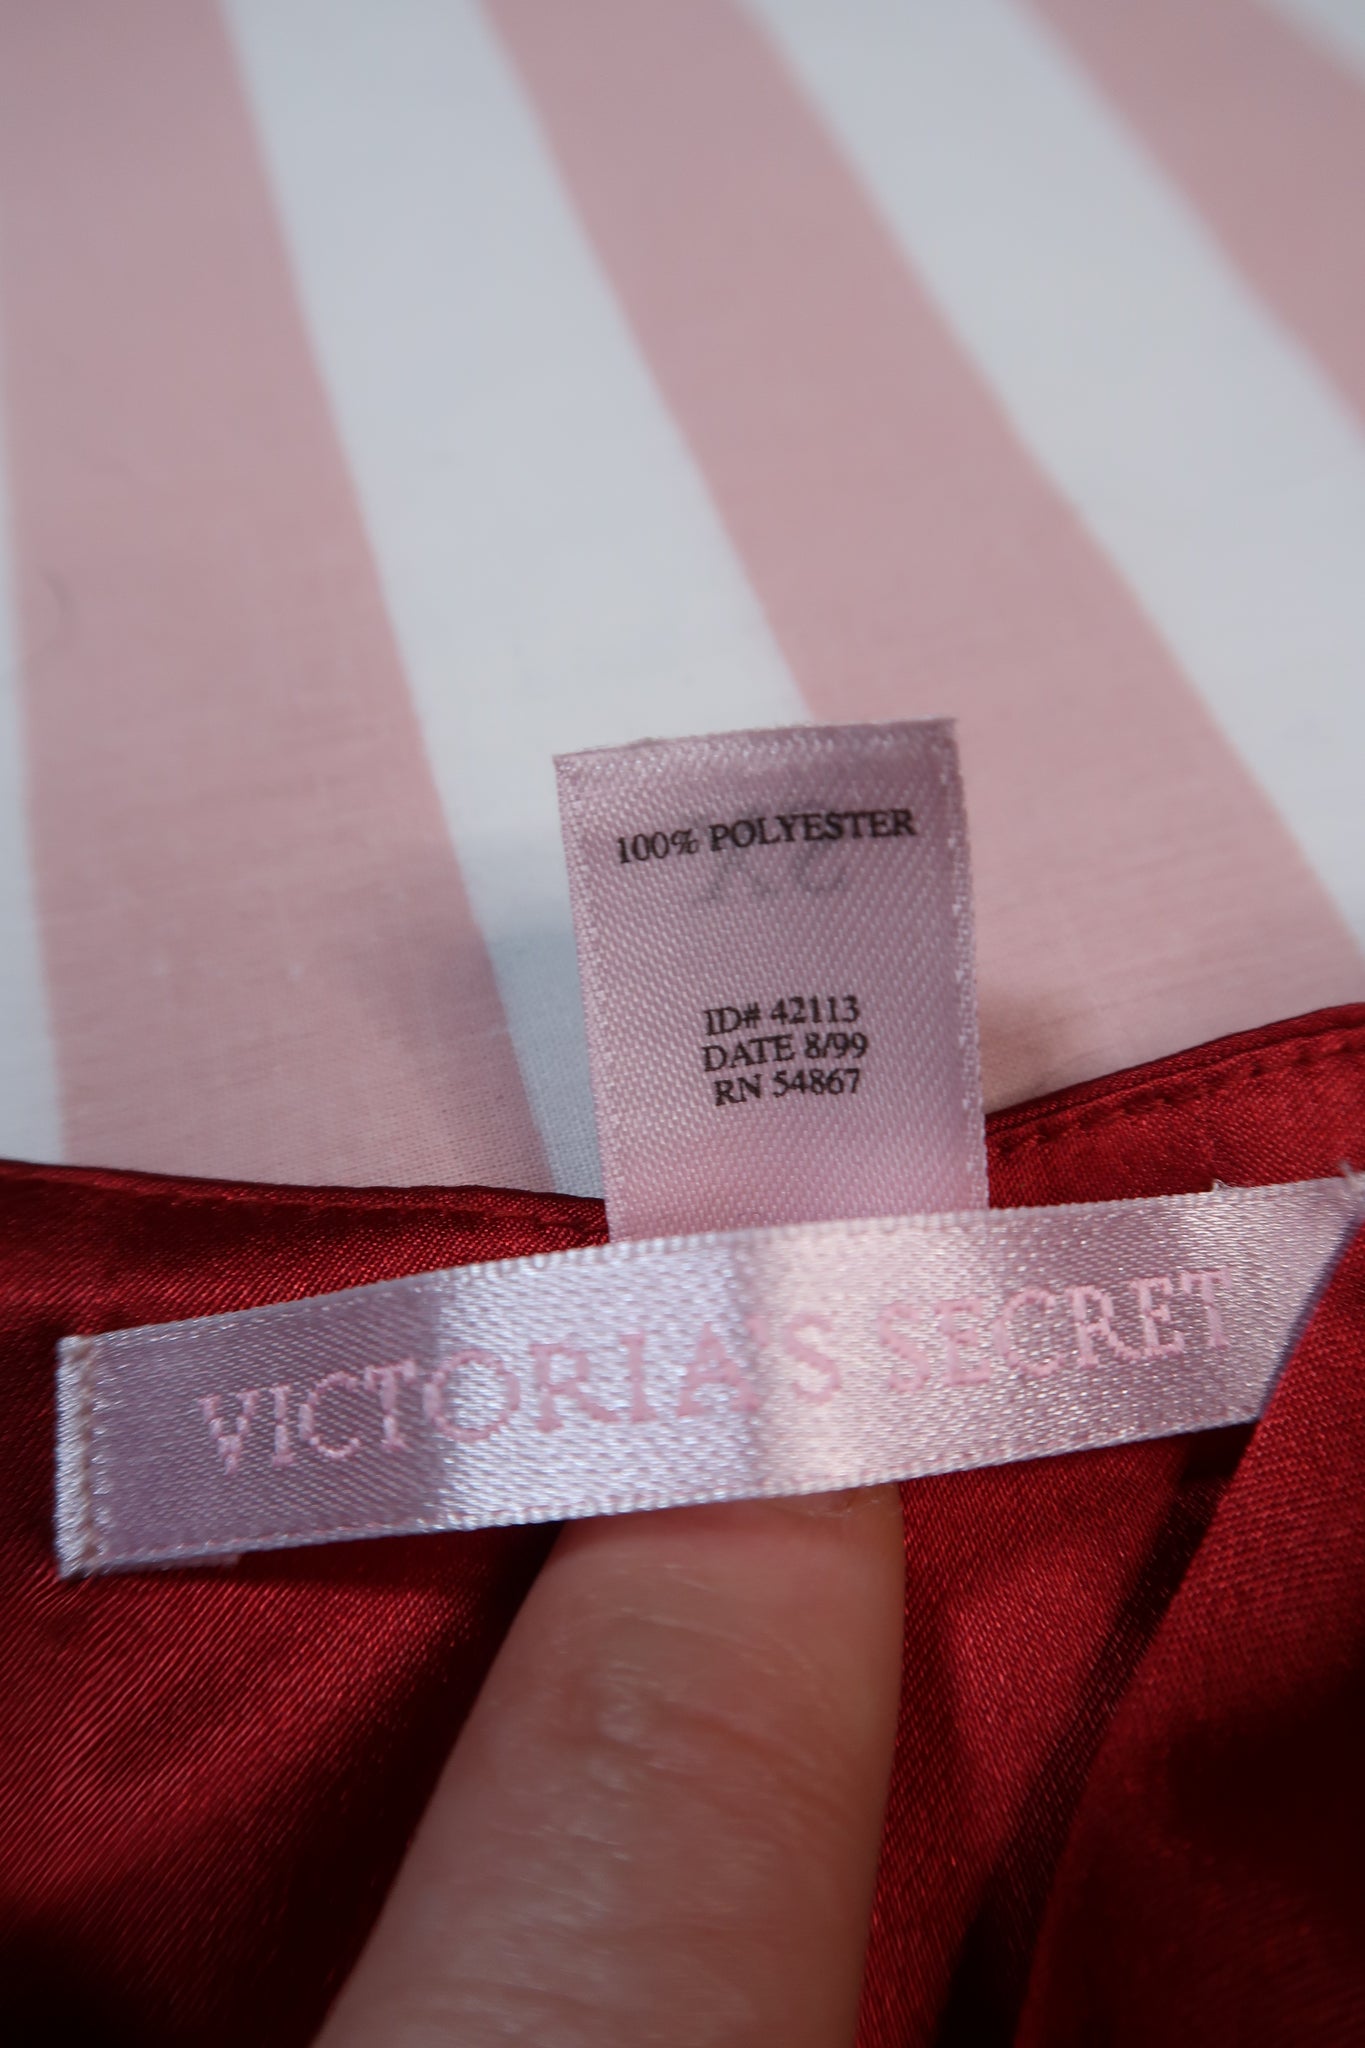 100% POLYESTER
ID# 42113
DATE 8/99
RN 54867
VICTORIA'S SECRET